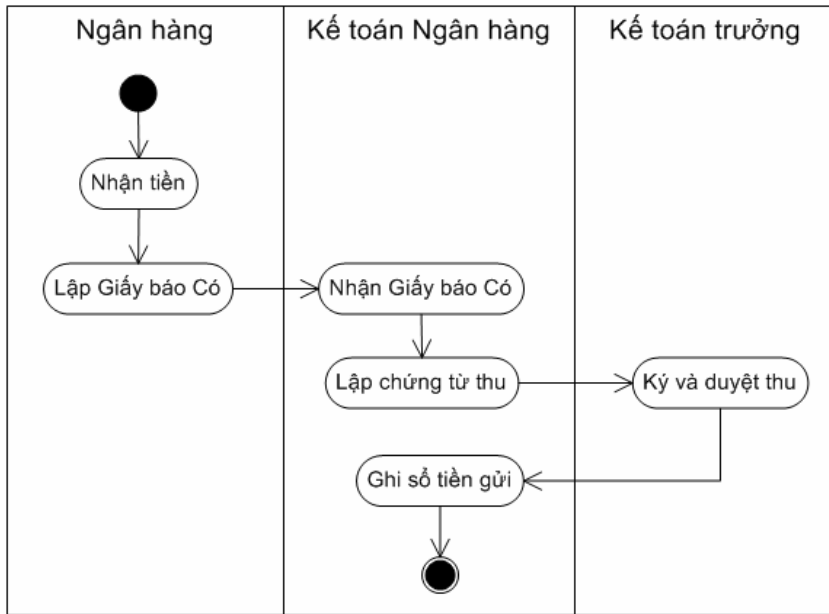 Ngân hàng
Kế toán Ngân hàng
Kế toán trưởng
Nhận tiền
Lập Giấy báo Có
Nhận Giấy báo Có
Lập chứng từ thu
Ký và duyệt thu
Ghi sổ tiền gửi